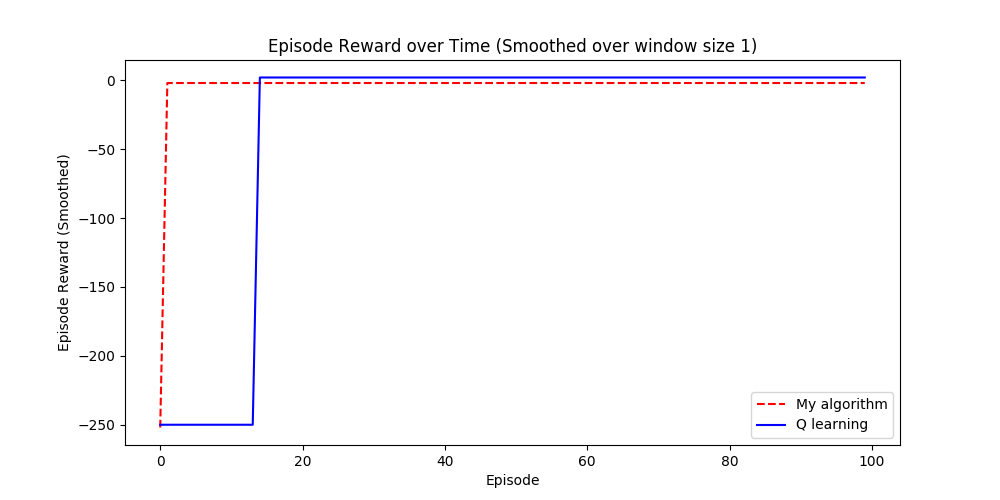 Episode Reward over Time (Smoothed over window size 1)
Episode Reward (Smoothed)
0
−50
−100
−150
−200
−250
0 20 40 60 80 100
Episode
My algorithm
Q learning